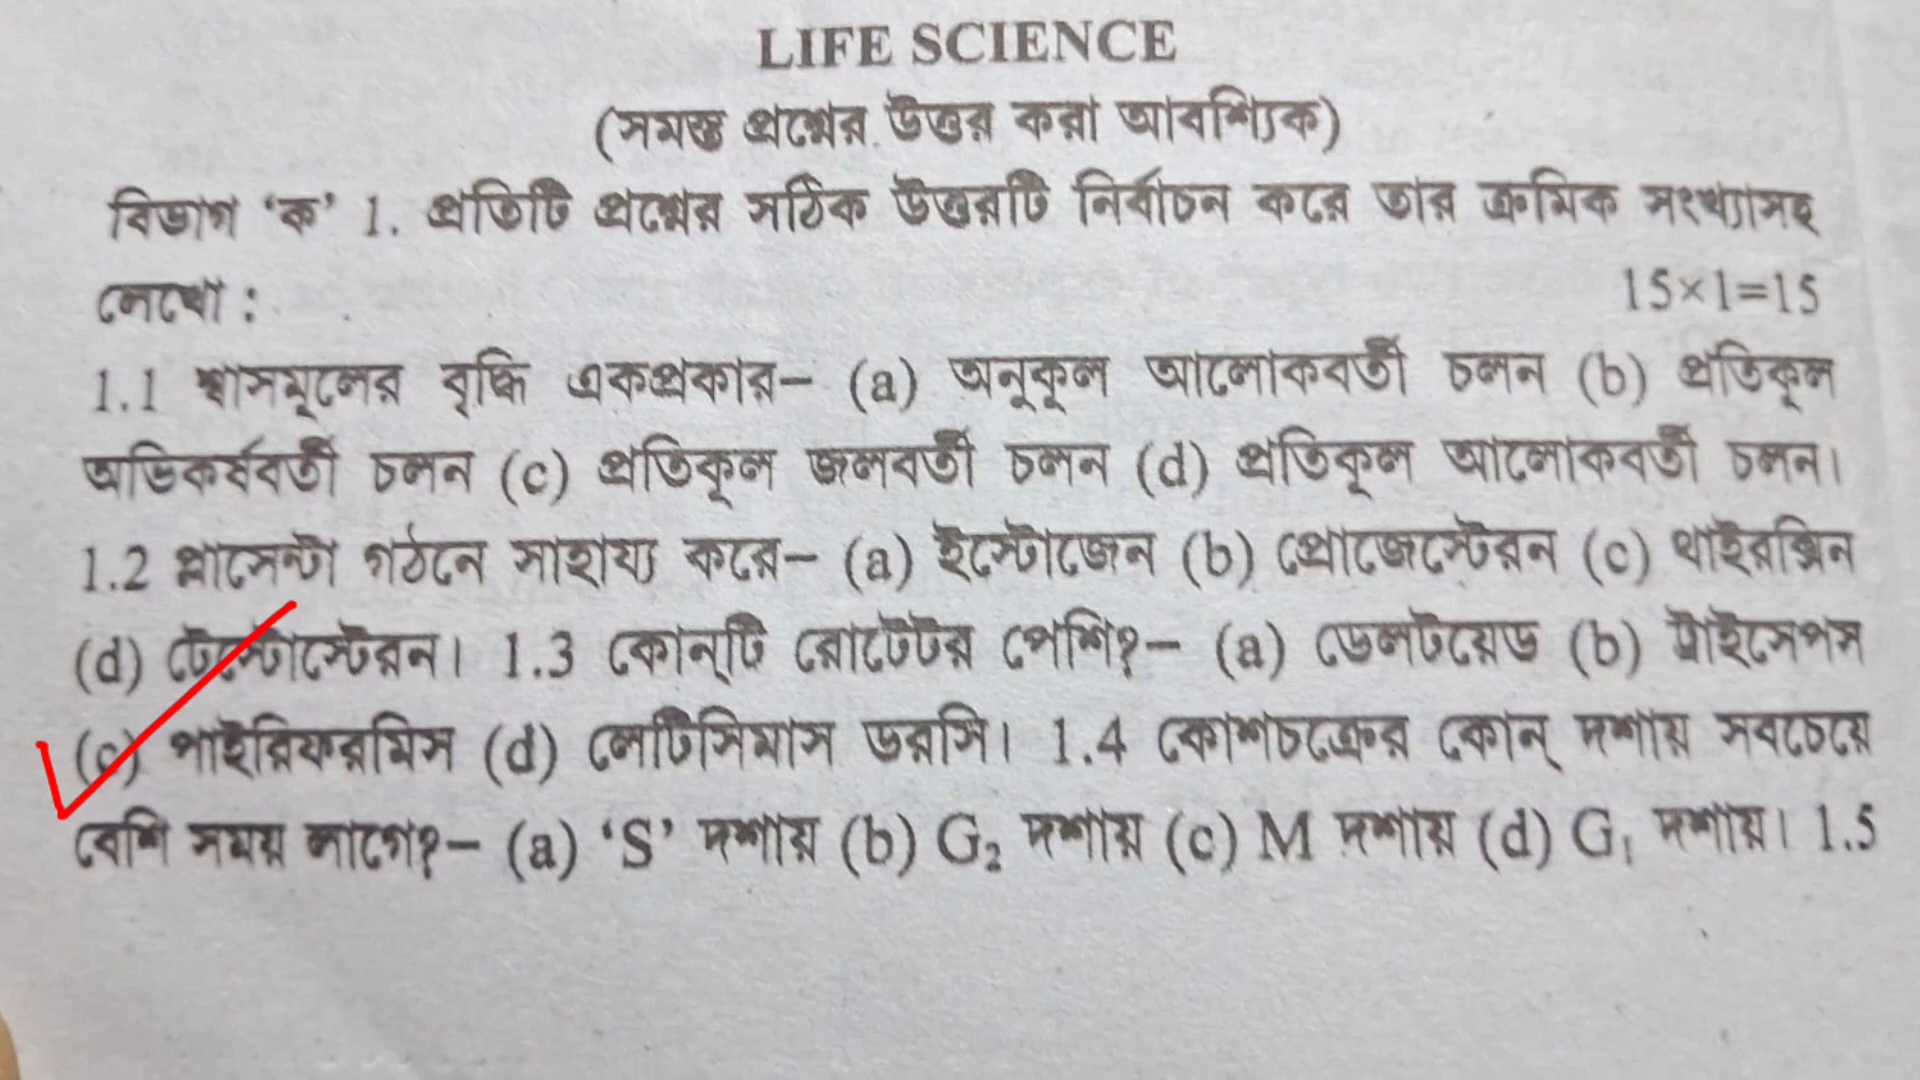 LIFE SCIENCE
(সমস্ত প্রশ্নের উত্তর করা আবশ্যিক)
বিভাগ ‘ক’ 1. প্রতিটি প্রশ্নের সঠিক উত্তরটি নির্বাচন করে তার ক্রমিক সংখ্যাসহ
লেখো : 15×1=15
1.1 শ্বাসমূলের বৃদ্ধি একপ্রকার– (a) অনুকূল আলোকবর্তী চলন (b) প্রতিকূল
অভিকর্ষবর্তী চলন (c) প্রতিকূল জলবর্তী চলন (d) প্রতিকূল আলোকবর্তী চলন।
1.2 প্লাসেন্টা গঠনে সাহায্য করে– (a) ইস্টোজেন (b) প্রোজেস্টেরন (c) থাইরক্সিন
(d) টেস্টোস্টেরন। 1.3 কোন্‌টি রোটেটর পেশি?– (a) ডেলটয়েড (b) ট্রাইসেপস
(c) পাইরিফরমিস (d) লেটিসিমাস ডরসি। 1.4 কোশচক্রের কোন্ দশায় সবচেয়ে
বেশি সময় লাগে?– (a) ‘S’ দশায় (b) G₂ দশায় (c) M দশায় (d) G₁ দশায়। 1.5